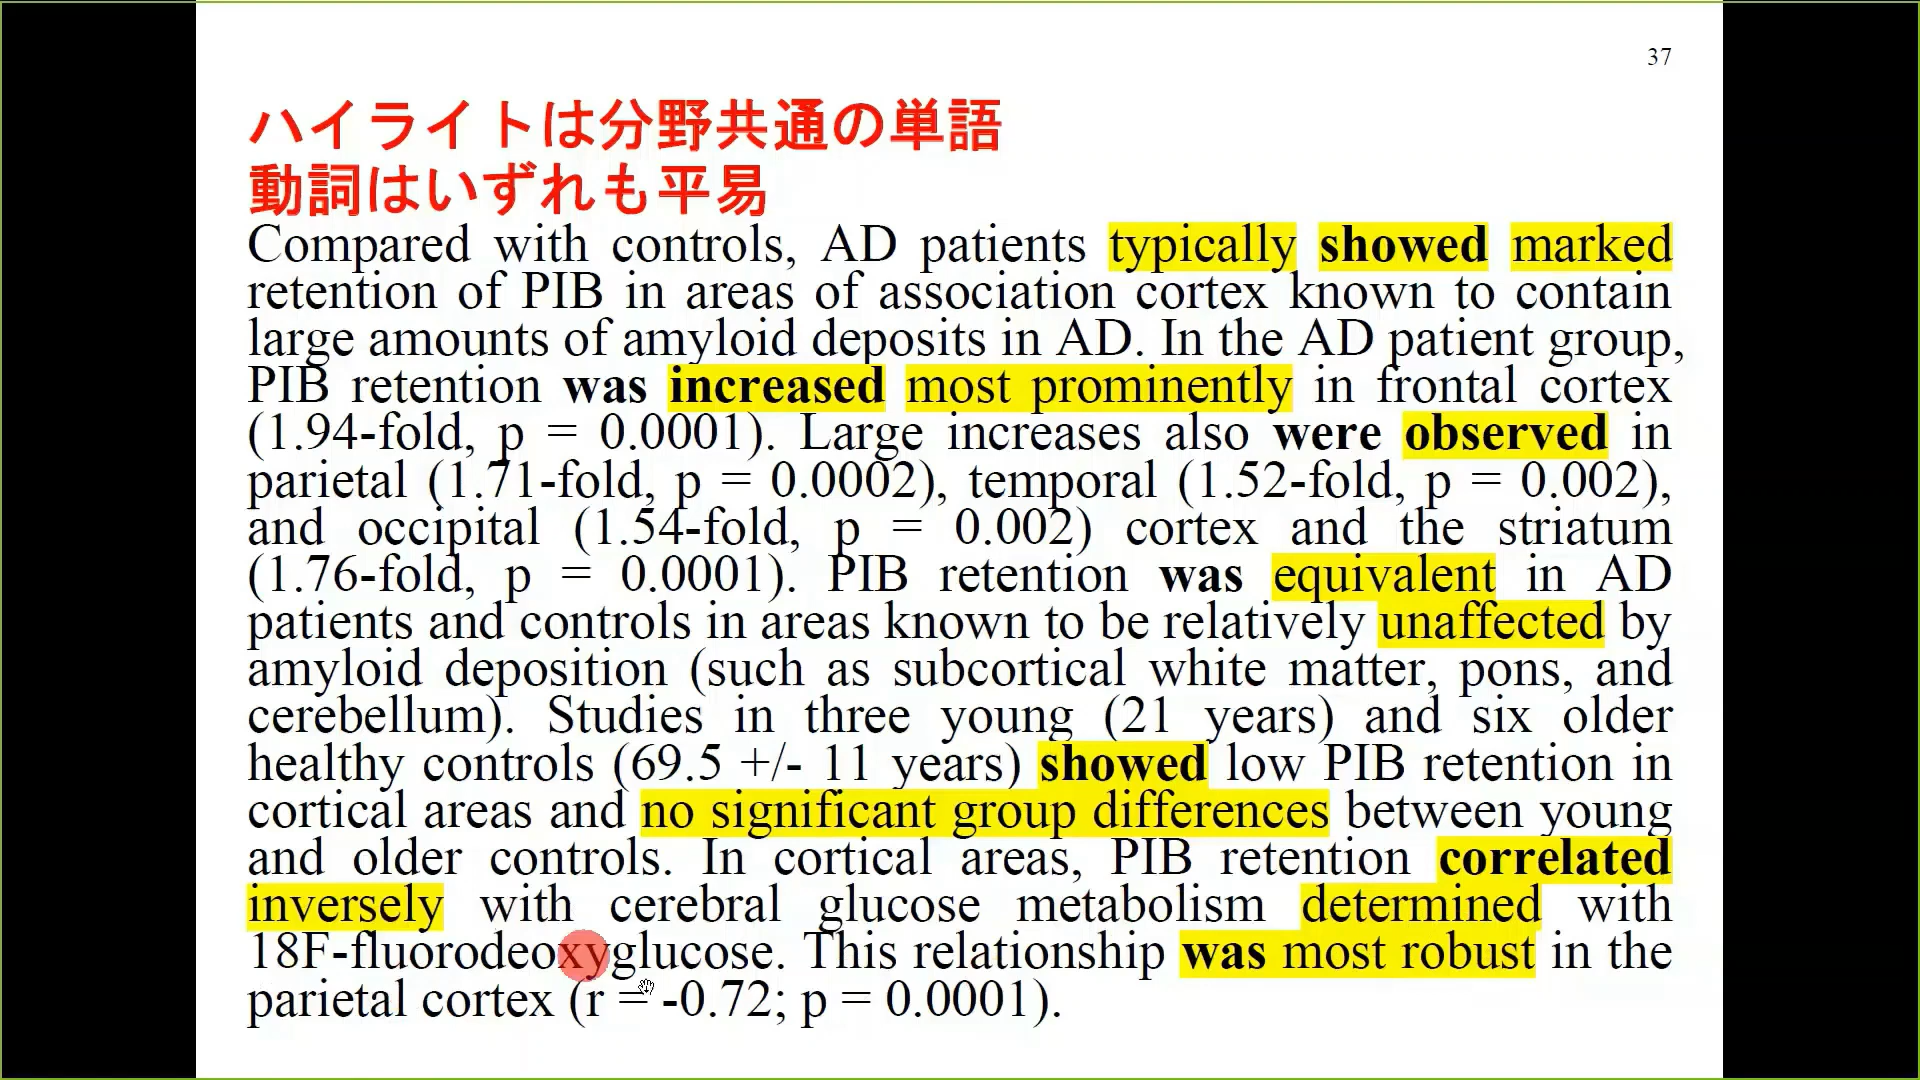 37
ハイライトは分野共通の単語
動詞はいずれも平易
Compared with controls, AD patients typically showed marked
retention of PIB in areas of association cortex known to contain
large amounts of amyloid deposits in AD. In the AD patient group,
PIB retention was increased most prominently in frontal cortex
(1.94-fold, p = 0.0001). Large increases also were observed in
parietal (1.71-fold, p = 0.0002), temporal (1.52-fold, p = 0.002),
and occipital (1.54-fold, p = 0.002) cortex and the striatum
(1.76-fold, p = 0.0001). PIB retention was equivalent in AD
patients and controls in areas known to be relatively unaffected by
amyloid deposition (such as subcortical white matter, pons, and
cerebellum). Studies in three young (21 years) and six older
healthy controls (69.5 +/- 11 years) showed low PIB retention in
cortical areas and no significant group differences between young
and older controls. In cortical areas, PIB retention correlated
inversely with cerebral glucose metabolism determined with
18F-fluorodeoxyglucose. This relationship was most robust in the
parietal cortex (r = -0.72; p = 0.0001).